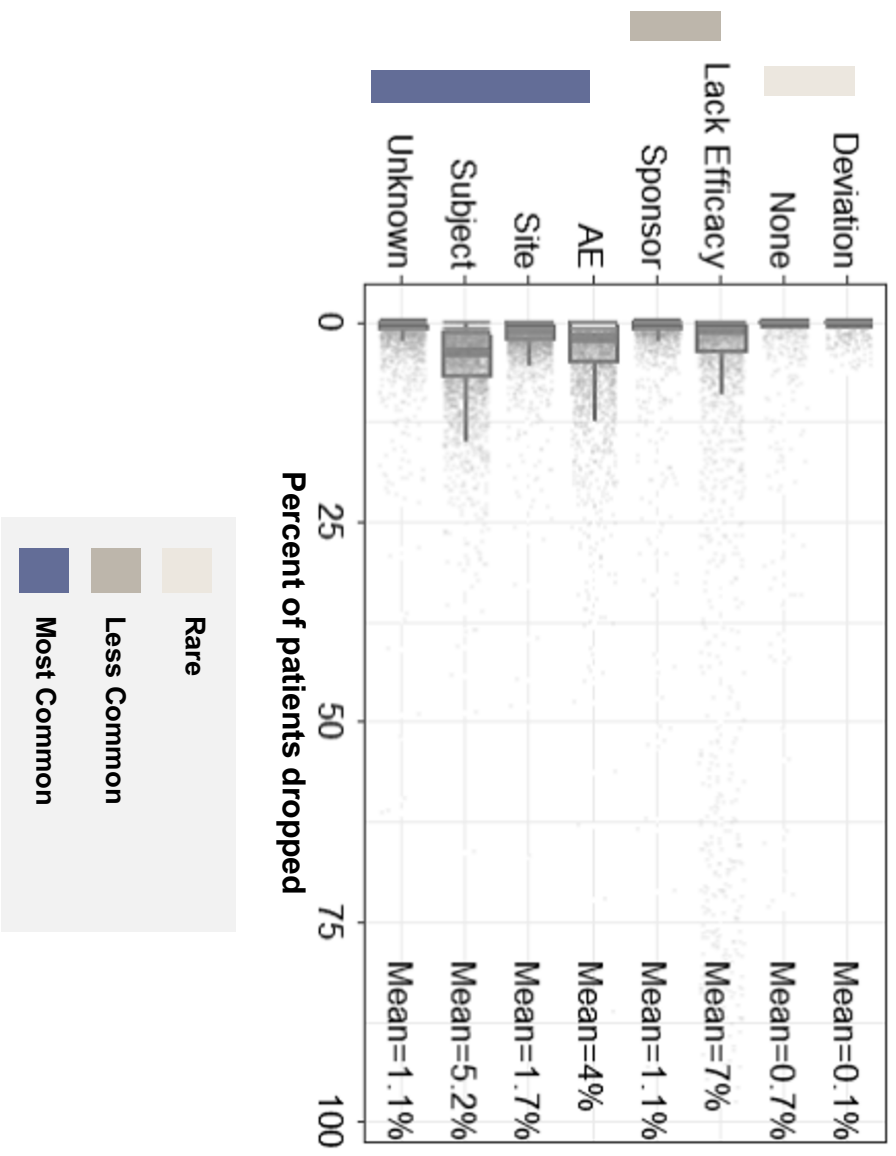 Deviation
Mean=0.1%
None
Mean=0.7%
Lack Efficacy
Mean=7%
Sponsor
Mean=1.1%
AE
Mean=4%
Site
Mean=1.7%
Subject
Mean=5.2%
Unknown
Mean=1.1%
0 25 50 75 100
Percent of patients dropped
Rare
Less Common
Most Common